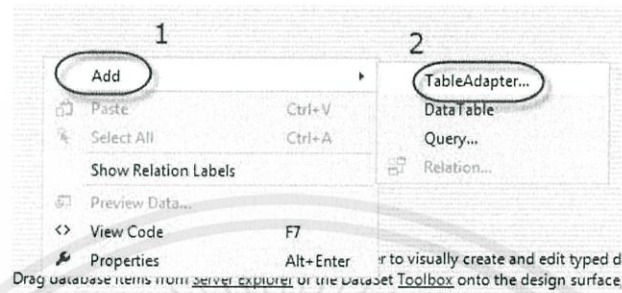 1
2
Add
TableAdapter...
Paste Ctrl+V
DataTable
Select All Ctrl+A
Query...
Show Relation Labels
Relation...
Preview Data...
View Code F7
Properties Alt+Enter
r to visually create and edit typed d
Drag database items from Server Explorer or the DataSet Toolbox onto the design surface